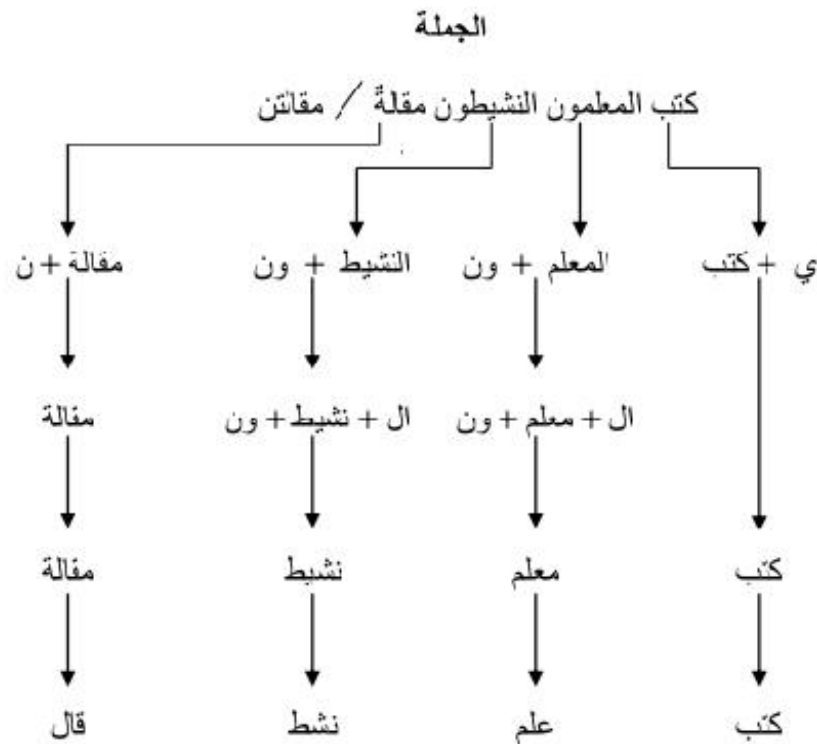 الجملة
كتب المعلمون النشيطون مقالةً / مقالتن
ي + كتب المعلم + ون النشيط + ون مقالة + ن
ال + معلم + ون ال + نشيط + ون مقالة
كتب معلم نشيط مقالة
كتب علم نشط قال